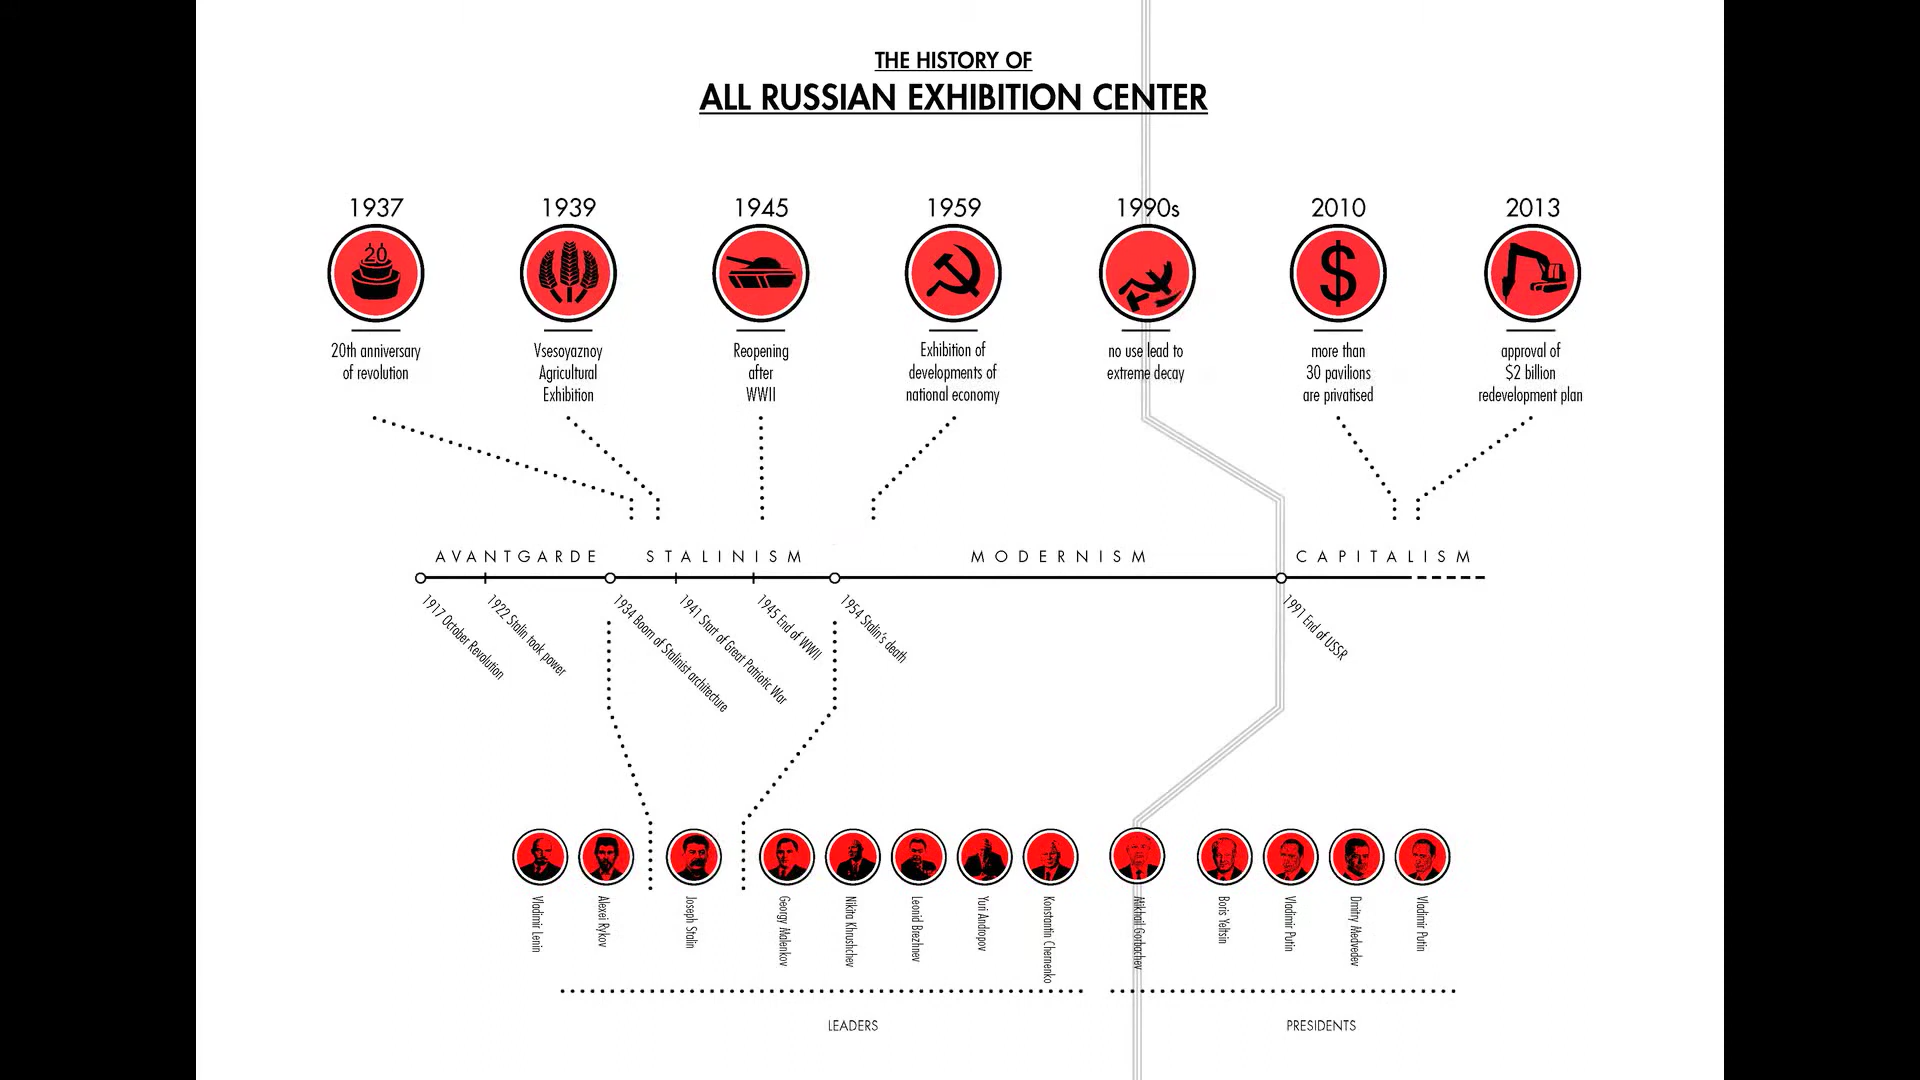 THE HISTORY OF
ALL RUSSIAN EXHIBITION CENTER
1937
1939
1945
1959
1990s
2010
2013
20
$
20th anniversary
of revolution
Vsesoyaznoy
Agricultural
Exhibition
Reopening
after
WWII
Exhibition of
developments of
national economy
no use lead to
extreme decay
more than
30 pavilions
are privatised
approval of
$2 billion
redevelopment plan
AVANTGARDE
STALINISM
MODERNISM
CAPITALISM
1917 October Revolution
1922 Stalin took power
1934 Boom of Stalinist architecture
1941 Start of Great Patriotic War
1945 End of WWII
1954 Stalin's death
1991 End of USSR
Vladimir Lenin
Alexei Rykov
Joseph Stalin
Georgy Malenkov
Nikita Khrushchev
Leonid Brezhnev
Yuri Andropov
Konstantin Chernenko
Mikhail Gorbachev
Boris Yeltsin
Vladimir Putin
Dmitry Medvedev
Vladimir Putin
LEADERS
PRESIDENTS